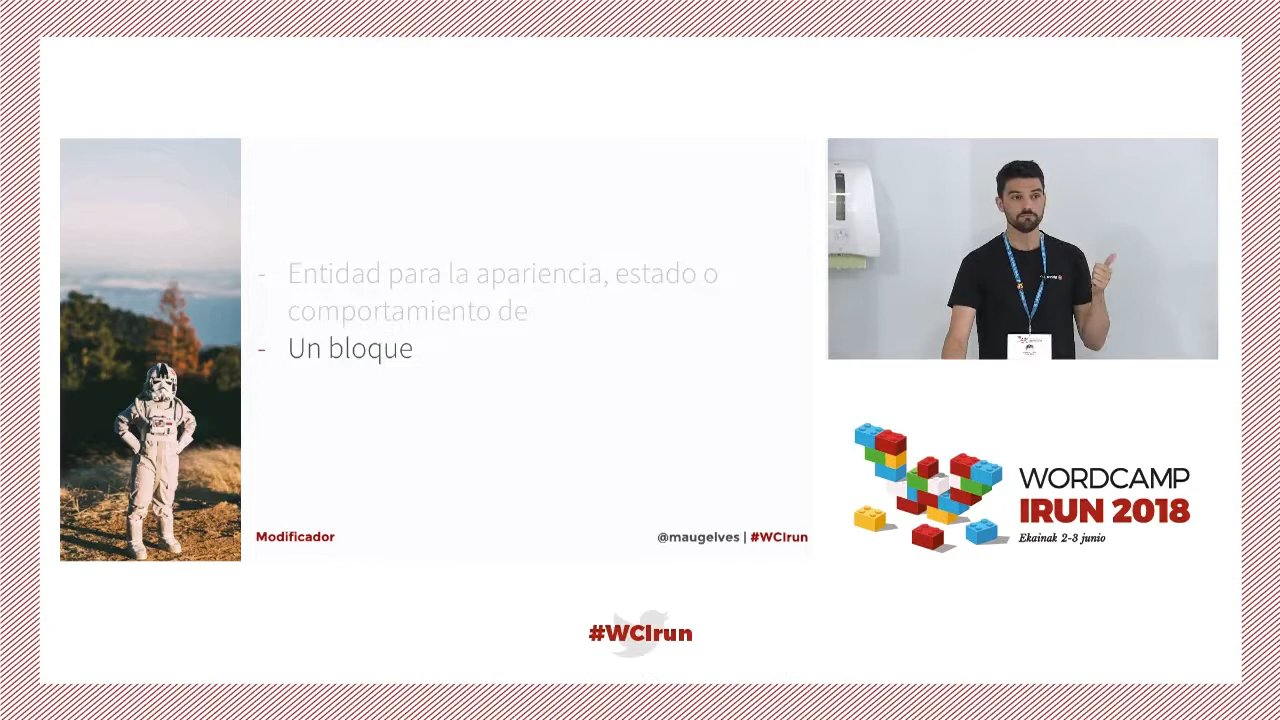 - Entidad para la apariencia, estado o
comportamiento de
- Un bloque
Modificador
@maugelves | #WCIrun
WORDCAMP
IRUN 2018
Ekainak 2-3 junio
#WCIrun